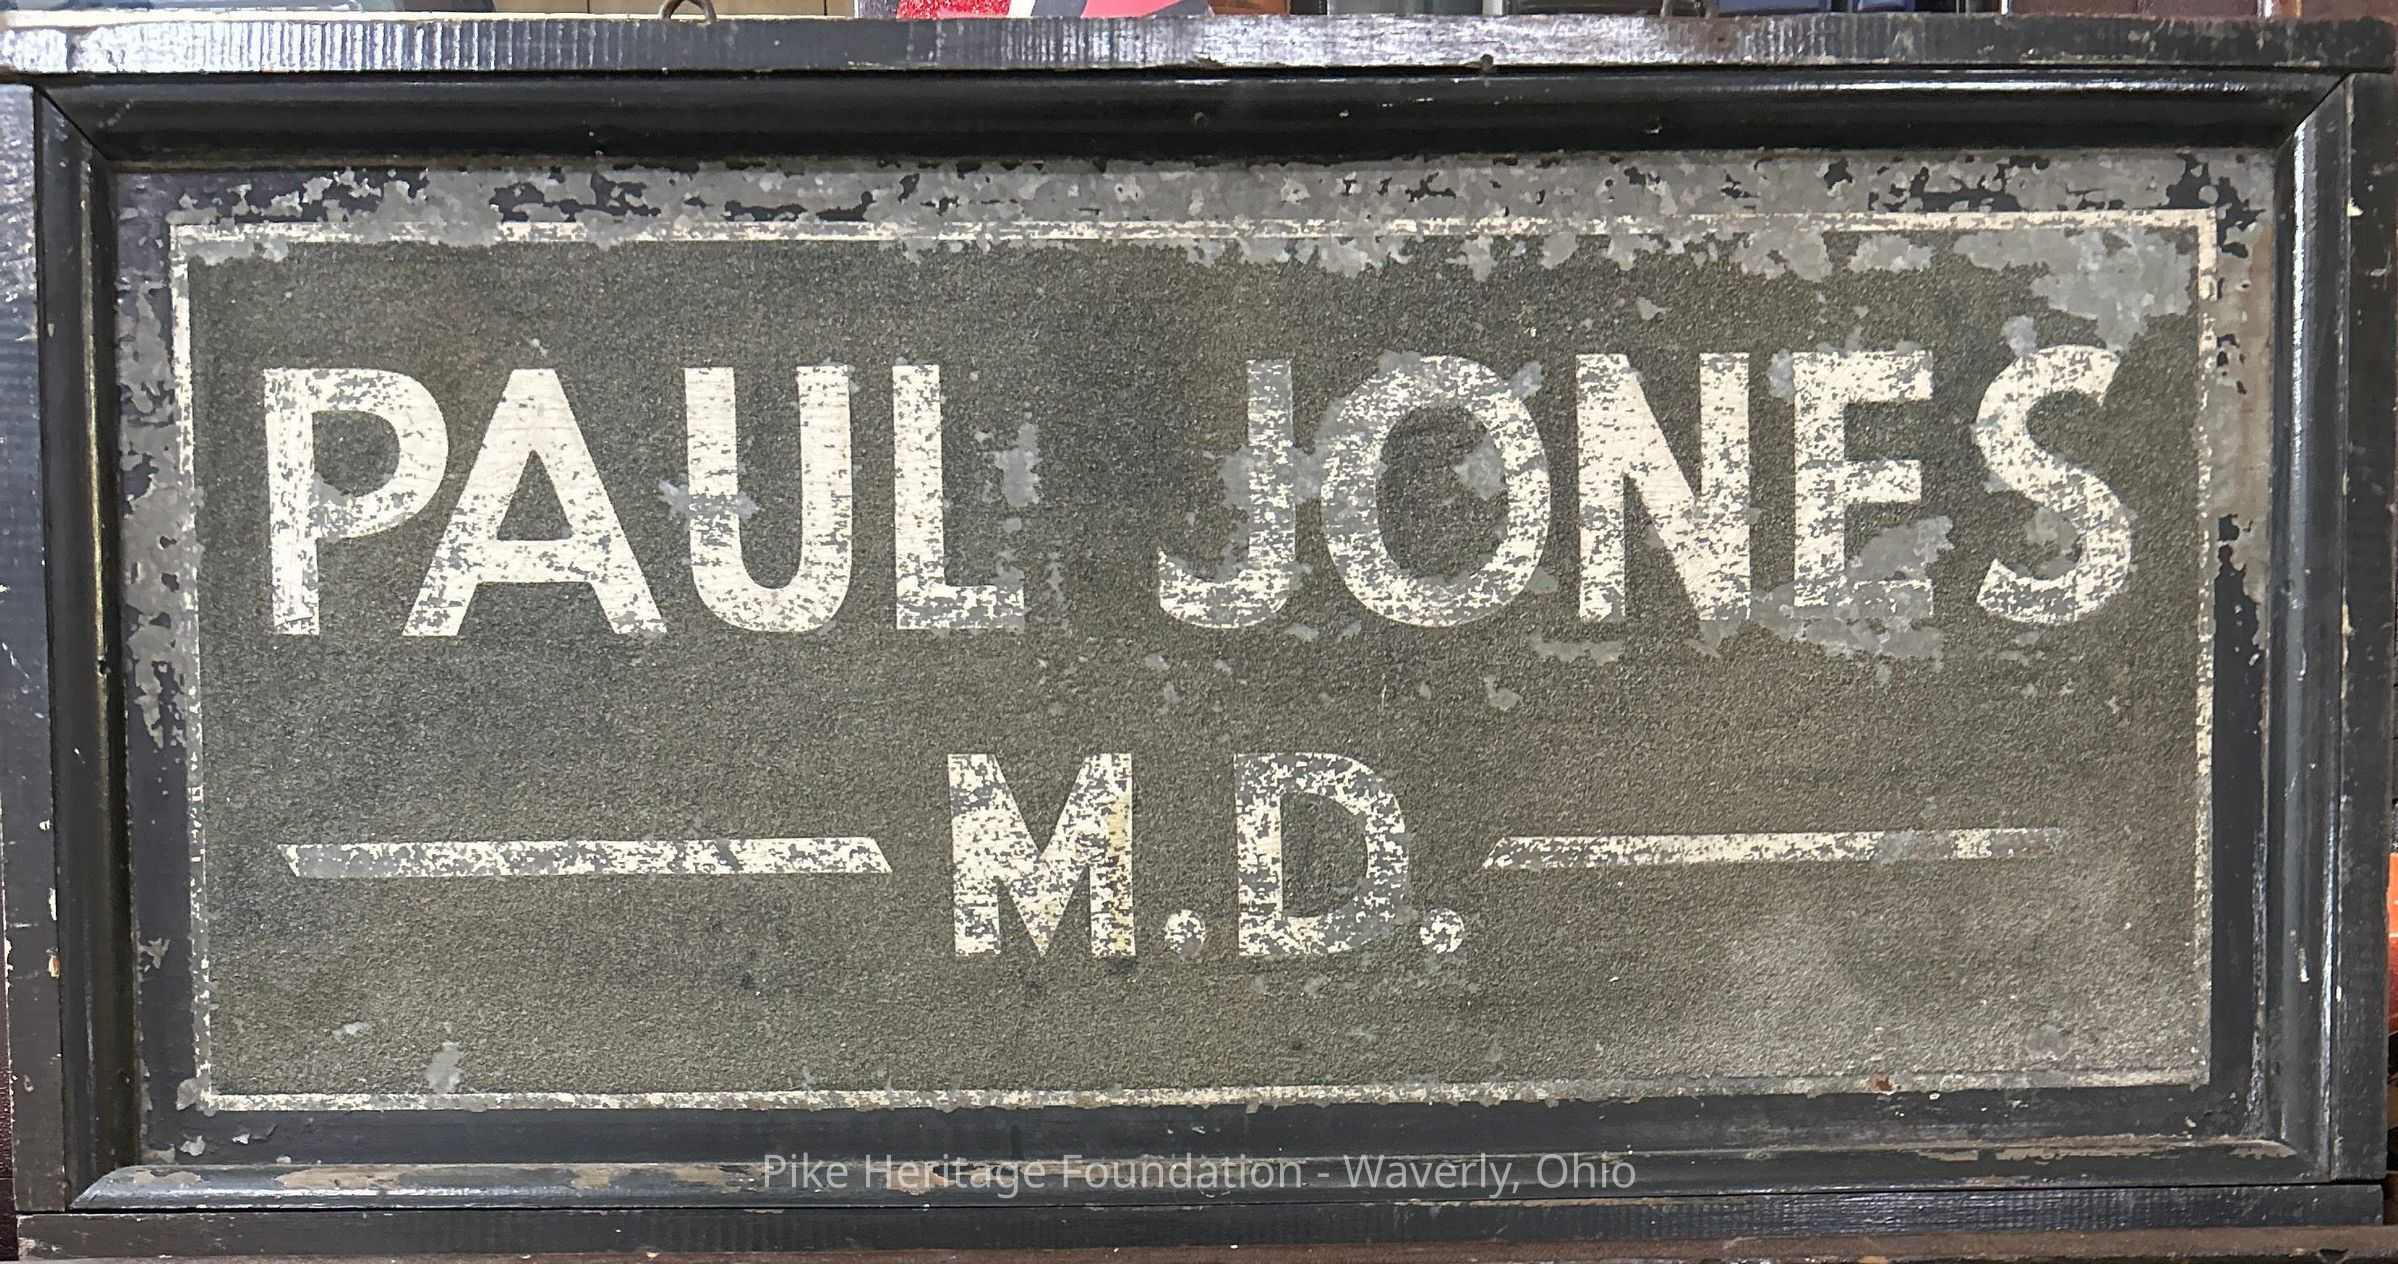 PAUL JONES
M.D.
Pike Heritage Foundation - Waverly, Ohio